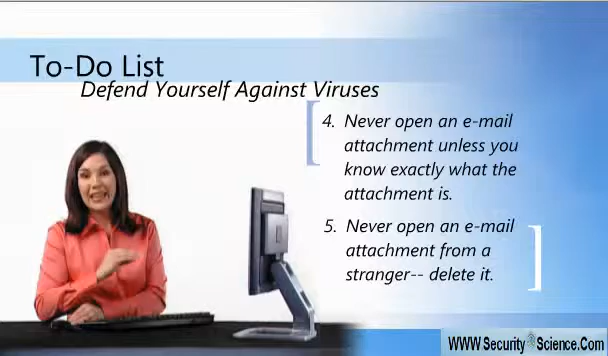 To-Do List
Defend Yourself Against Viruses
4. Never open an e-mail
attachment unless you
know exactly what the
attachment is.
5. Never open an e-mail
attachment from a
stranger-- delete it.
WWW.Security Science.Com